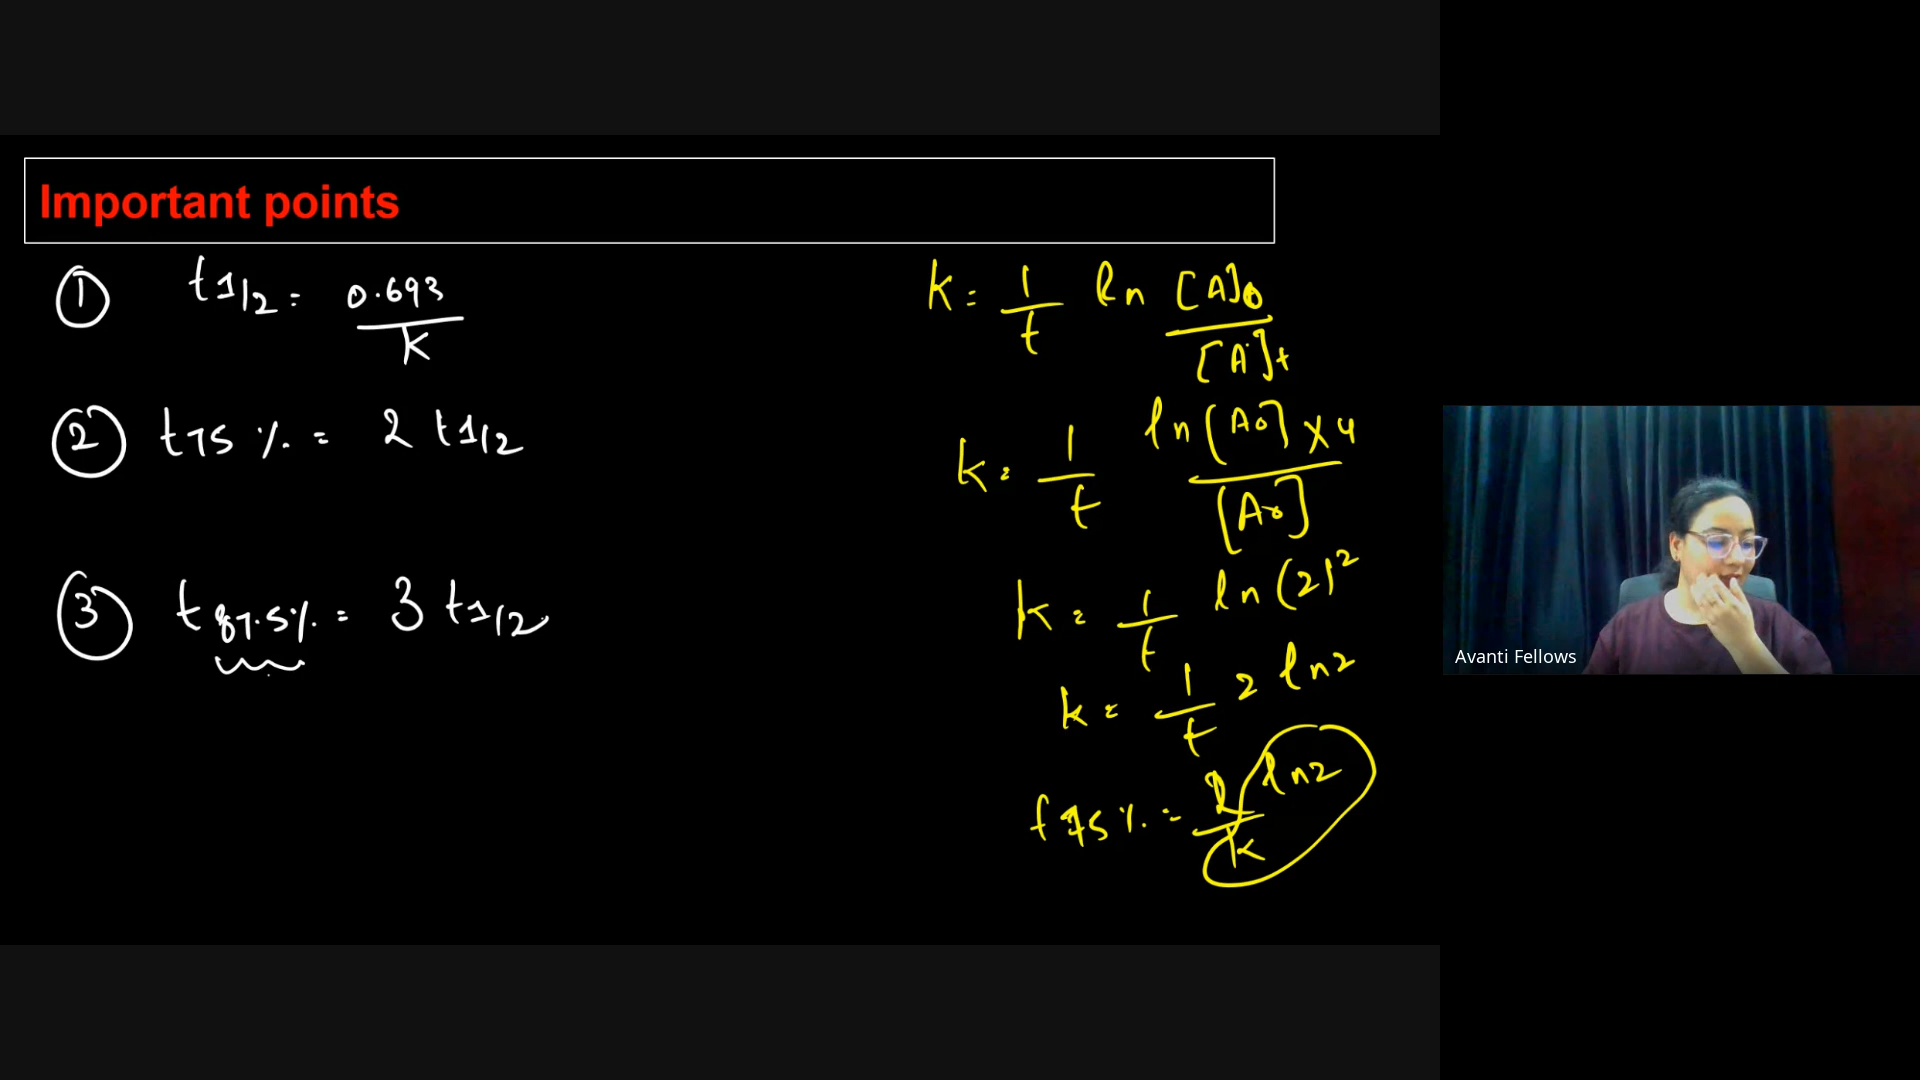 Important points
① t1/2 = 0.693/K
② t75 % = 2 t1/2
③ t87.5% = 3 t1/2
K = 1/t ln [A]0/[A]t
k = 1/t ln [A0] x 4/[A0]
K = 1/t ln (2)²
k = 1/t 2 ln2
t75 % = 2 ln2/k
Avanti Fellows